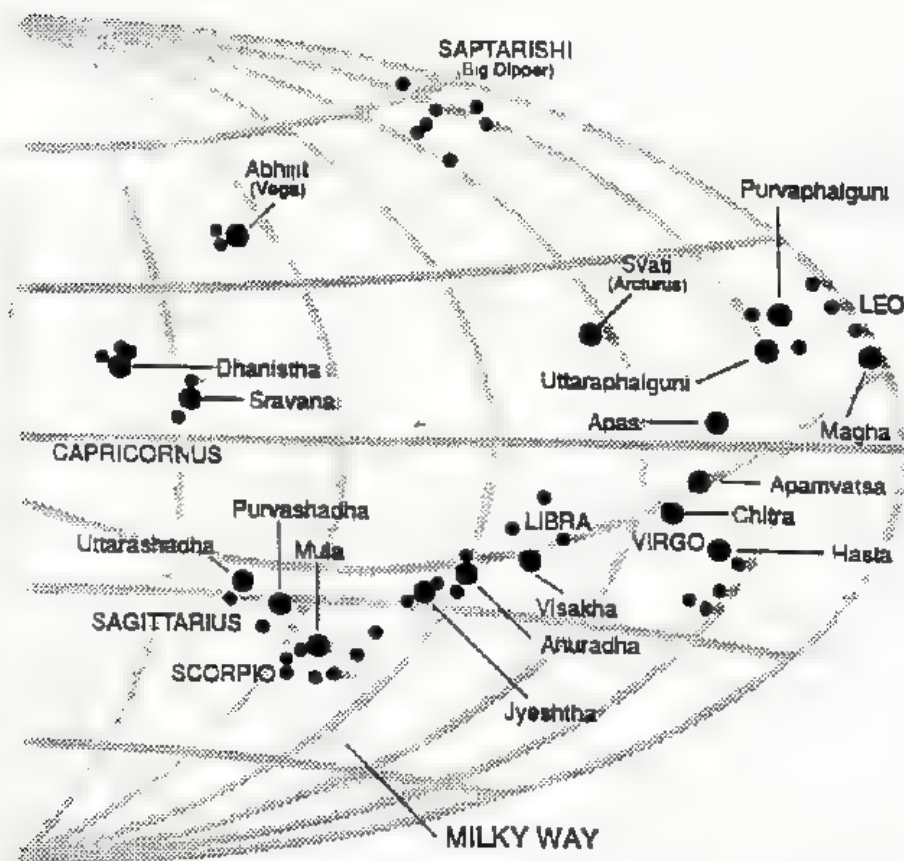 SAPTARISHI
(Big Dipper)
Abhijit
(Vega)
Purvaphalguni
Svati
(Arcturus)
LEO
Dhanistha
Sravana
Uttaraphalguni
Apas
Magha
CAPRICORNUS
Purvashadha
Uttarashadha
Mula
LIBRA
Apamvatsa
Chitra
VIRGO
Hasta
SAGITTARIUS
Visakha
Anuradha
SCORPIO
Jyeshtha
MILKY WAY